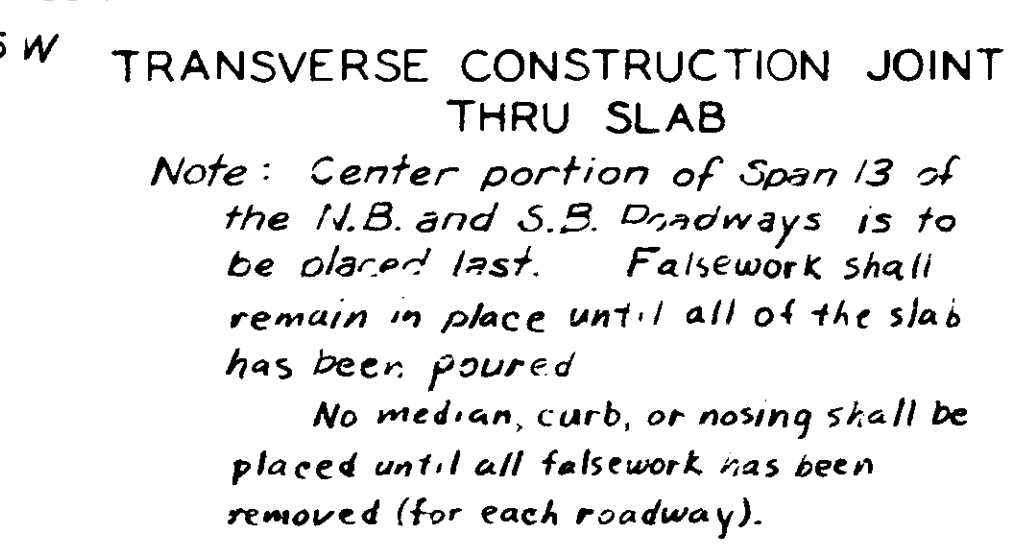 5 W
TRANSVERSE CONSTRUCTION JOINT
THRU SLAB
Note: Center portion of Span 13 of
the N.B. and S.B. Roadways is to
be placed last. Falsework shall
remain in place until all of the slab
has been poured
No median, curb, or nosing shall be
placed until all falsework has been
removed (for each roadway).